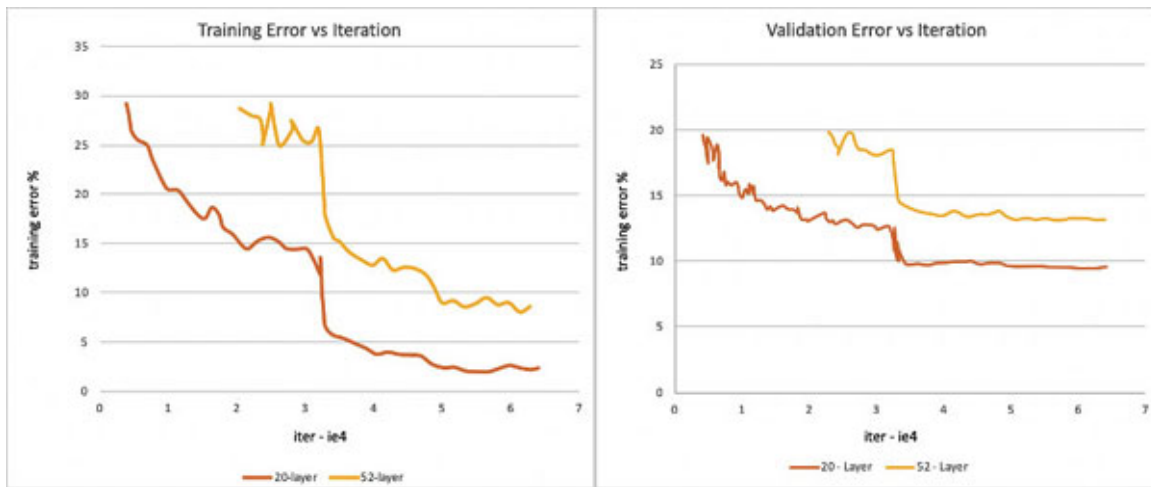 Training Error vs Iteration
35
30
25
20
15
10
5
0
training error %
0 1 2 3 4 5 6 7
iter - ie4
20-layer 52-layer
Validation Error vs Iteration
25
20
15
10
5
0
training error %
0 1 2 3 4 5 6 7
iter - ie4
20 - Layer 52 - Layer